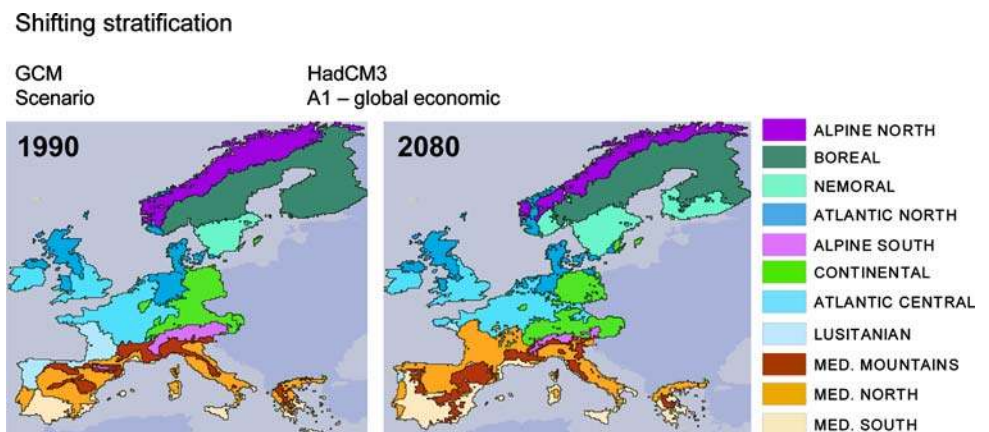 Shifting stratification
GCM HadCM3
Scenario A1 – global economic
1990
2080
ALPINE NORTH
BOREAL
NEMORAL
ATLANTIC NORTH
ALPINE SOUTH
CONTINENTAL
ATLANTIC CENTRAL
LUSITANIAN
MED. MOUNTAINS
MED. NORTH
MED. SOUTH